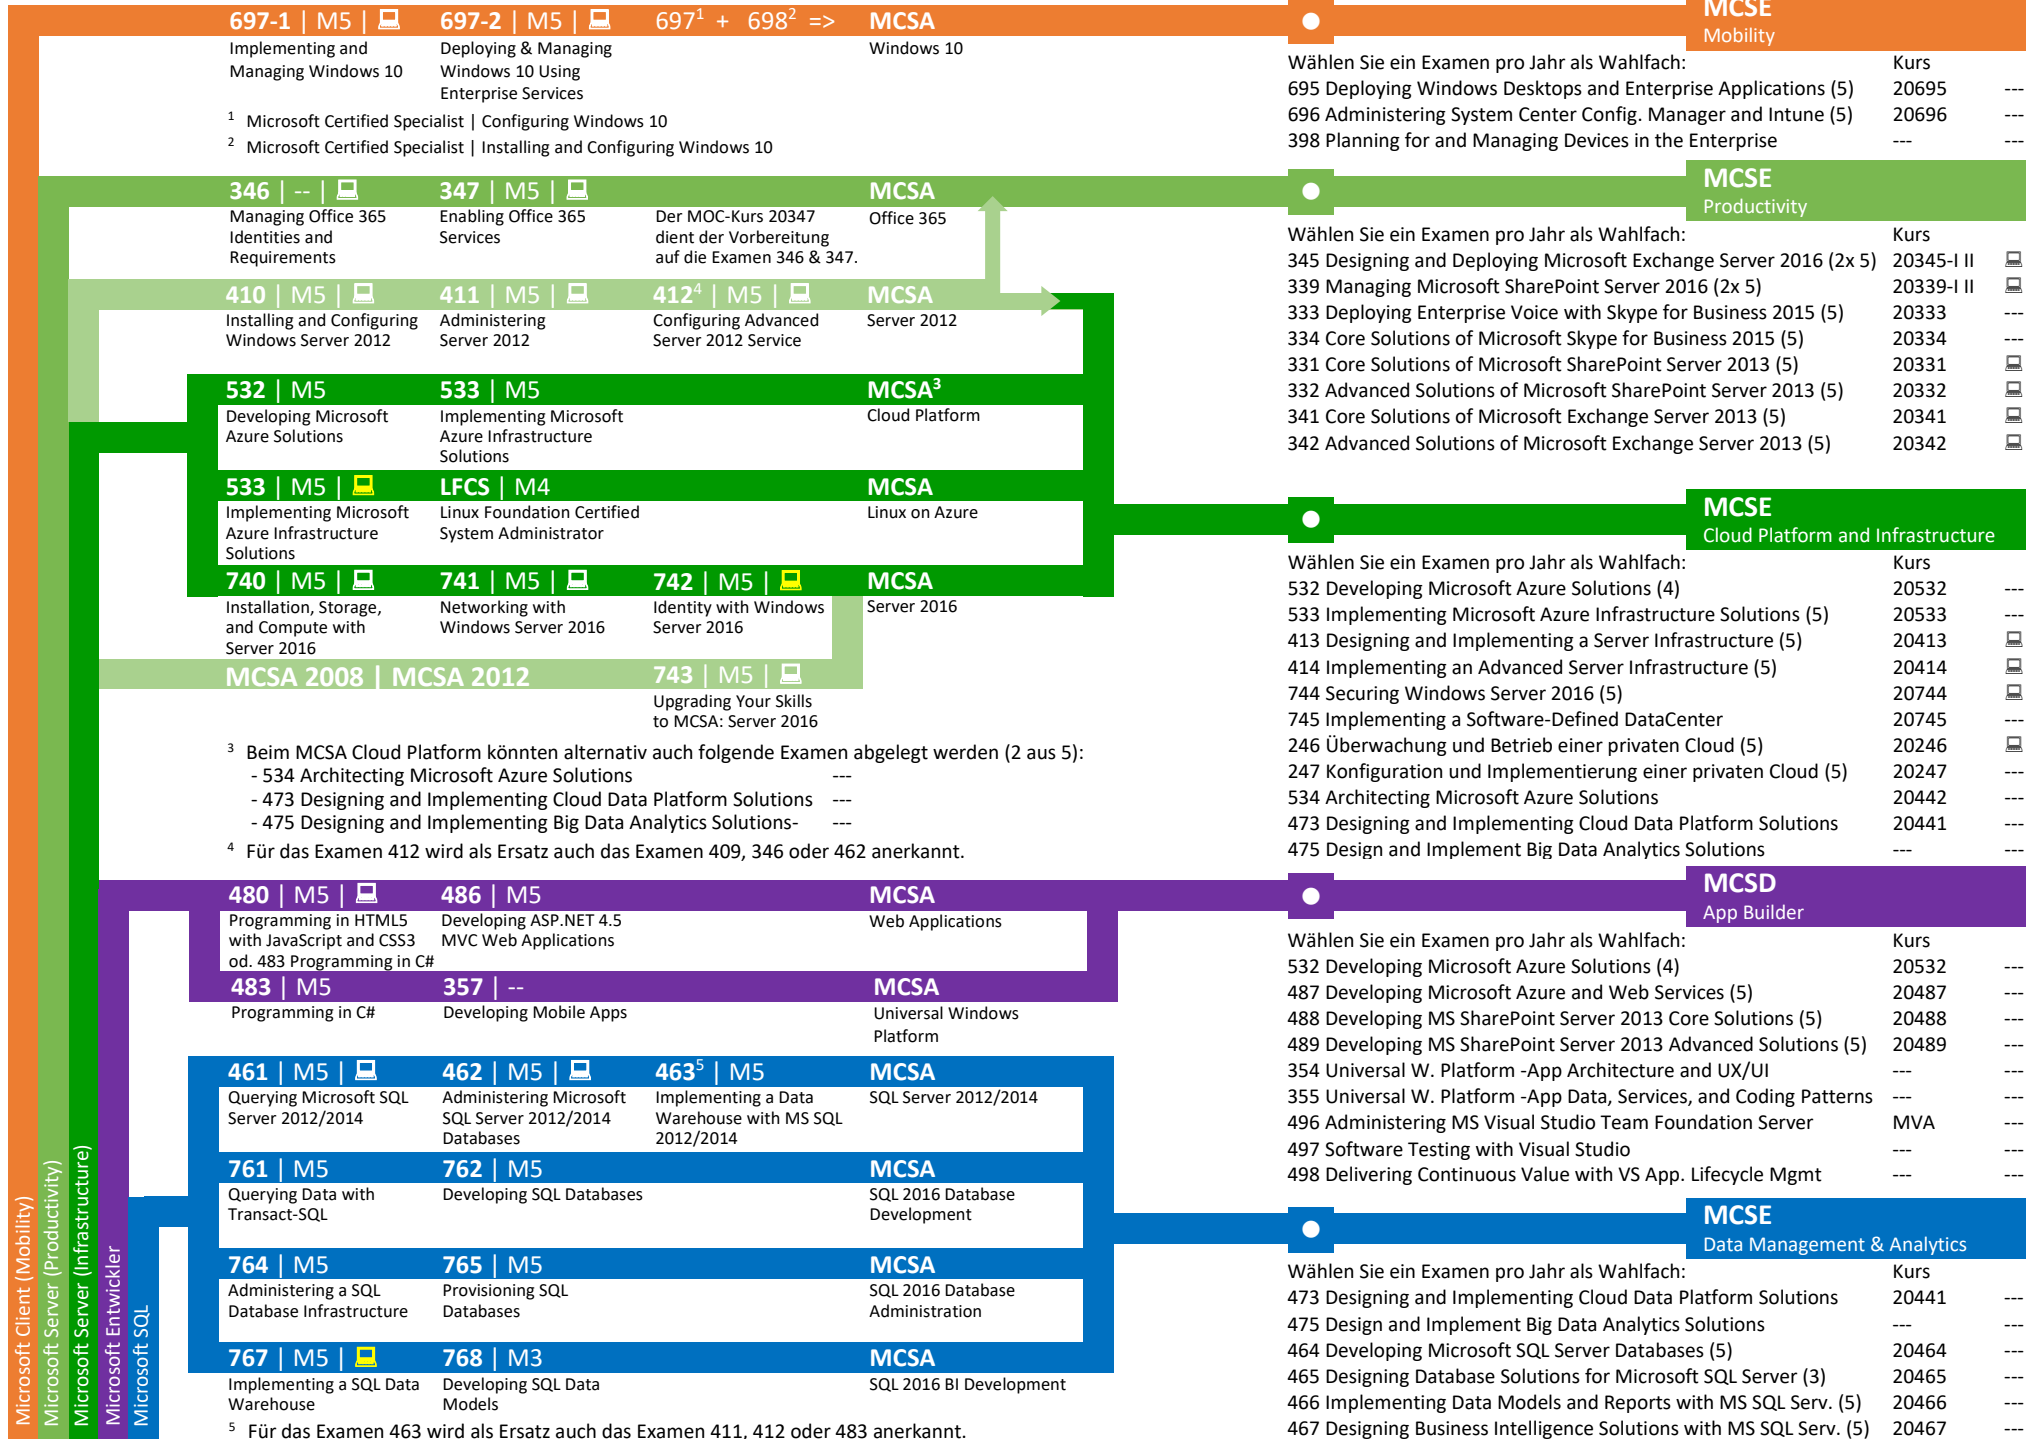 697-1 | M5 | 697-2 | M5 | 697¹ + 698² => MCSA
Implementing and Managing Windows 10
Deploying & Managing Windows 10 Using Enterprise Services
Windows 10
¹ Microsoft Certified Specialist | Configuring Windows 10
² Microsoft Certified Specialist | Installing and Configuring Windows 10
MCSE
Mobility
Wählen Sie ein Examen pro Jahr als Wahlfach: Kurs
695 Deploying Windows Desktops and Enterprise Applications (5) 20695 ---
696 Administering System Center Config. Manager and Intune (5) 20696 ---
398 Planning for and Managing Devices in the Enterprise --- ---
346 | -- | 347 | M5 | MCSA
Managing Office 365
Identities and
Requirements
Enabling Office 365
Services
Der MOC-Kurs 20347
dient der Vorbereitung
auf die Examen 346 & 347.
Office 365
MCSE
Productivity
Wählen Sie ein Examen pro Jahr als Wahlfach: Kurs
345 Designing and Deploying Microsoft Exchange Server 2016 (2x 5) 20345-I II
339 Managing Microsoft SharePoint Server 2016 (2x 5) 20339-I II
333 Deploying Enterprise Voice with Skype for Business 2015 (5) 20333 ---
334 Core Solutions of Microsoft Skype for Business 2015 (5) 20334 ---
331 Core Solutions of Microsoft SharePoint Server 2013 (5) 20331
332 Advanced Solutions of Microsoft SharePoint Server 2013 (5) 20332
341 Core Solutions of Microsoft Exchange Server 2013 (5) 20341
342 Advanced Solutions of Microsoft Exchange Server 2013 (5) 20342
410 | M5 | 411 | M5 | 412⁴ | M5 | MCSA
Installing and Configuring
Windows Server 2012
Administering
Server 2012
Configuring Advanced
Server 2012 Service
Server 2012
532 | M5 533 | M5 MCSA³
Developing Microsoft
Azure Solutions
Implementing Microsoft
Azure Infrastructure
Solutions
Cloud Platform
533 | M5 | LFCS | M4 MCSA
Implementing Microsoft
Azure Infrastructure
Solutions
Linux Foundation Certified
System Administrator
Linux on Azure
740 | M5 | 741 | M5 | 742 | M5 | MCSA
Installation, Storage,
and Compute with
Server 2016
Networking with
Windows Server 2016
Identity with Windows
Server 2016
Server 2016
MCSA 2008 | MCSA 2012 743 | M5 |
Upgrading Your Skills
to MCSA: Server 2016
³ Beim MCSA Cloud Platform könnten alternativ auch folgende Examen abgelegt werden (2 aus 5):
- 534 Architecting Microsoft Azure Solutions ---
- 473 Designing and Implementing Cloud Data Platform Solutions ---
- 475 Designing and Implementing Big Data Analytics Solutions- ---
⁴ Für das Examen 412 wird als Ersatz auch das Examen 409, 346 oder 462 anerkannt.
MCSE
Cloud Platform and Infrastructure
Wählen Sie ein Examen pro Jahr als Wahlfach: Kurs
532 Developing Microsoft Azure Solutions (4) 20532 ---
533 Implementing Microsoft Azure Infrastructure Solutions (5) 20533 ---
413 Designing and Implementing a Server Infrastructure (5) 20413
414 Implementing an Advanced Server Infrastructure (5) 20414
744 Securing Windows Server 2016 (5) 20744
745 Implementing a Software-Defined DataCenter 20745 ---
246 Überwachung und Betrieb einer privaten Cloud (5) 20246
247 Konfiguration und Implementierung einer privaten Cloud (5) 20247 ---
534 Architecting Microsoft Azure Solutions 20442 ---
473 Designing and Implementing Cloud Data Platform Solutions 20441 ---
475 Design and Implement Big Data Analytics Solutions --- ---
480 | M5 | 486 | M5 MCSA
Programming in HTML5
with JavaScript and CSS3
od. 483 Programming in C#
Developing ASP.NET 4.5
MVC Web Applications
Web Applications
483 | M5 357 | -- MCSA
Programming in C#
Developing Mobile Apps
Universal Windows
Platform
MCSD
App Builder
Wählen Sie ein Examen pro Jahr als Wahlfach: Kurs
532 Developing Microsoft Azure Solutions (4) 20532 ---
487 Developing Microsoft Azure and Web Services (5) 20487 ---
488 Developing MS SharePoint Server 2013 Core Solutions (5) 20488 ---
489 Developing MS SharePoint Server 2013 Advanced Solutions (5) 20489 ---
354 Universal W. Platform -App Architecture and UX/UI --- ---
355 Universal W. Platform -App Data, Services, and Coding Patterns --- ---
496 Administering MS Visual Studio Team Foundation Server MVA ---
497 Software Testing with Visual Studio --- ---
498 Delivering Continuous Value with VS App. Lifecycle Mgmt --- ---
461 | M5 | 462 | M5 | 463⁵ | M5 MCSA
Querying Microsoft SQL
Server 2012/2014
Administering Microsoft
SQL Server 2012/2014
Databases
Implementing a Data
Warehouse with MS SQL
2012/2014
SQL Server 2012/2014
761 | M5 762 | M5 MCSA
Querying Data with
Transact-SQL
Developing SQL Databases
SQL 2016 Database
Development
764 | M5 765 | M5 MCSA
Administering a SQL
Database Infrastructure
Provisioning SQL
Databases
SQL 2016 Database
Administration
767 | M5 | 768 | M3 MCSA
Implementing a SQL Data
Warehouse
Developing SQL Data
Models
SQL 2016 BI Development
⁵ Für das Examen 463 wird als Ersatz auch das Examen 411, 412 oder 483 anerkannt.
MCSE
Data Management & Analytics
Wählen Sie ein Examen pro Jahr als Wahlfach: Kurs
473 Designing and Implementing Cloud Data Platform Solutions 20441 ---
475 Design and Implement Big Data Analytics Solutions --- ---
464 Developing Microsoft SQL Server Databases (5) 20464 ---
465 Designing Database Solutions for Microsoft SQL Server (3) 20465 ---
466 Implementing Data Models and Reports with MS SQL Serv. (5) 20466 ---
467 Designing Business Intelligence Solutions with MS SQL Serv. (5) 20467 ---
Microsoft Client (Mobility)
Microsoft Server (Productivity)
Microsoft Server (Infrastructure)
Microsoft Entwickler
Microsoft SQL